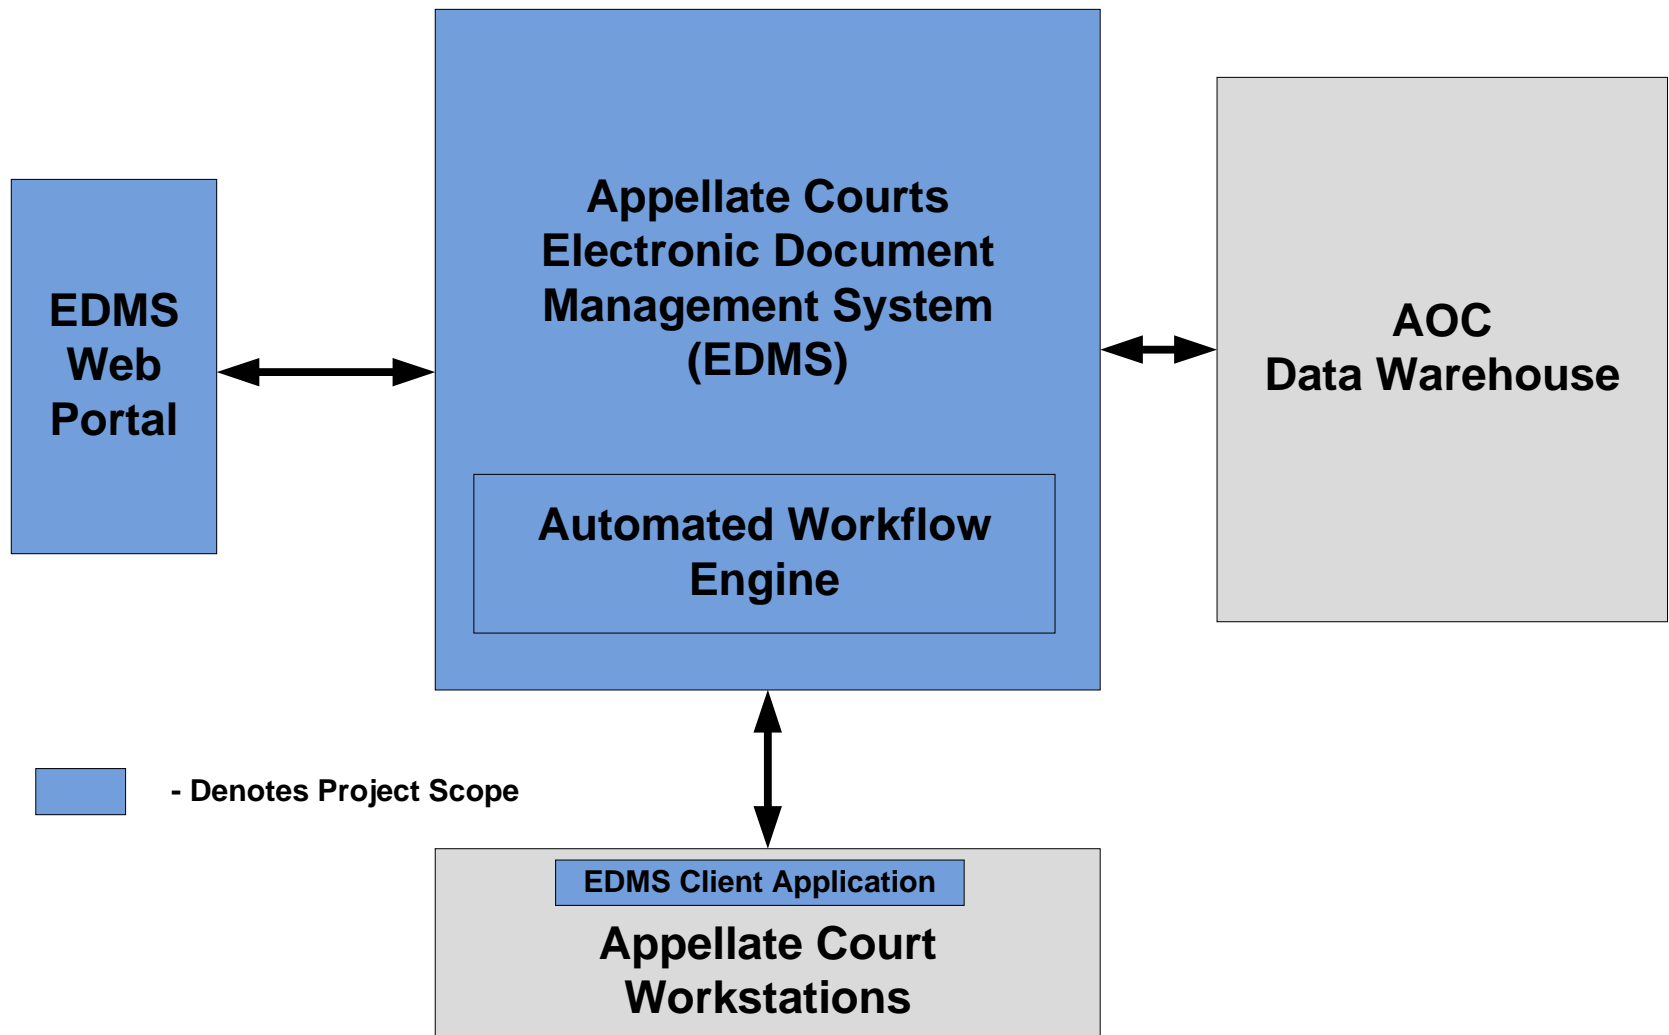 Appellate Courts
Electronic Document
Management System
(EDMS)
EDMS
Web
Portal
AOC
Data Warehouse
Automated Workflow
Engine
- Denotes Project Scope
EDMS Client Application
Appellate Court
Workstations